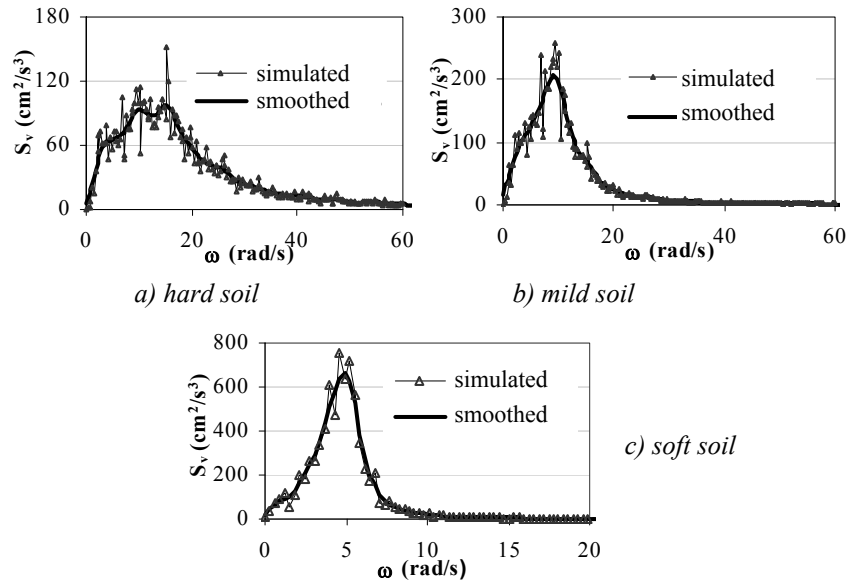 180
120
60
0
S_v (cm²/s³)
simulated
smoothed
0 20 40 60
ω (rad/s)
a) hard soil
300
200
100
0
S_v (cm²/s³)
simulated
smoothed
0 20 40 60
ω (rad/s)
b) mild soil
800
600
400
200
0
S_v (cm²/s³)
simulated
smoothed
0 5 10 15 20
ω (rad/s)
c) soft soil